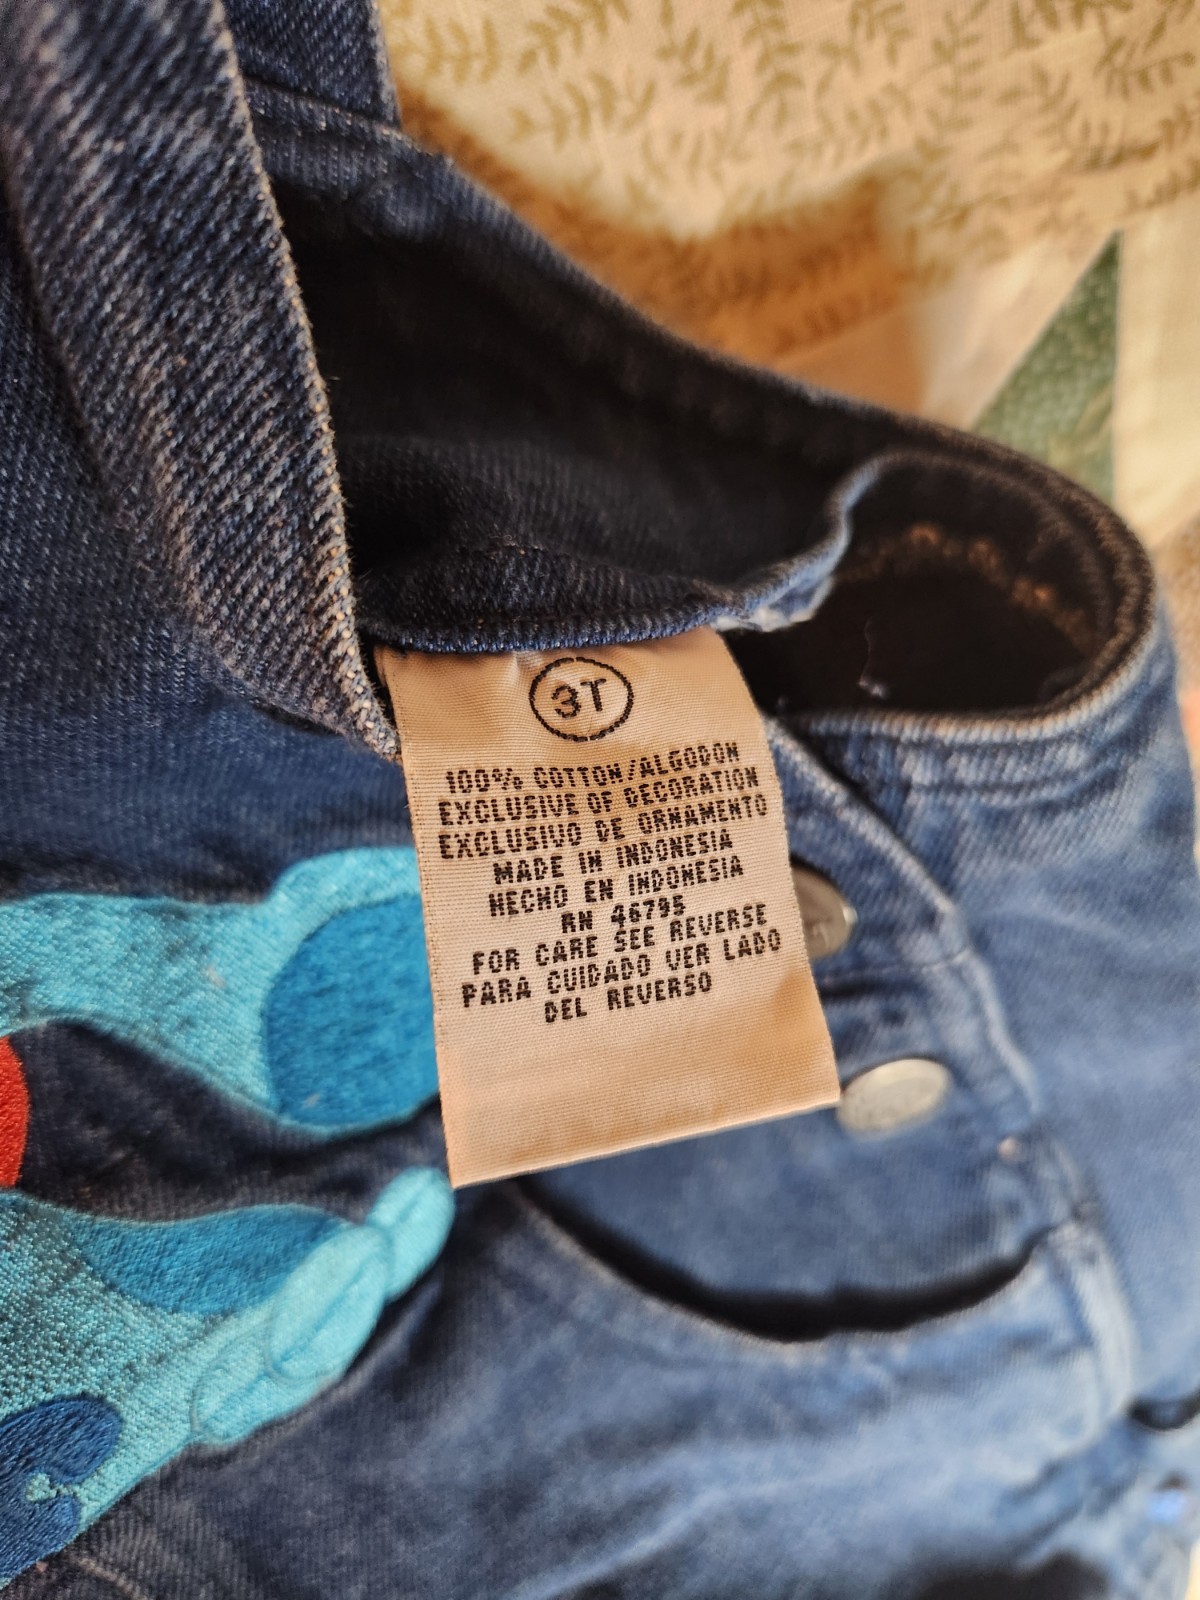 3T
100% COTTON/ALGODON
EXCLUSIVE OF DECORATION
EXCLUSIVO DE ORNAMENTO
MADE IN INDONESIA
HECHO EN INDONESIA
RN 46795
FOR CARE SEE REVERSE
PARA CUIDADO VER LADO
DEL REVERSO